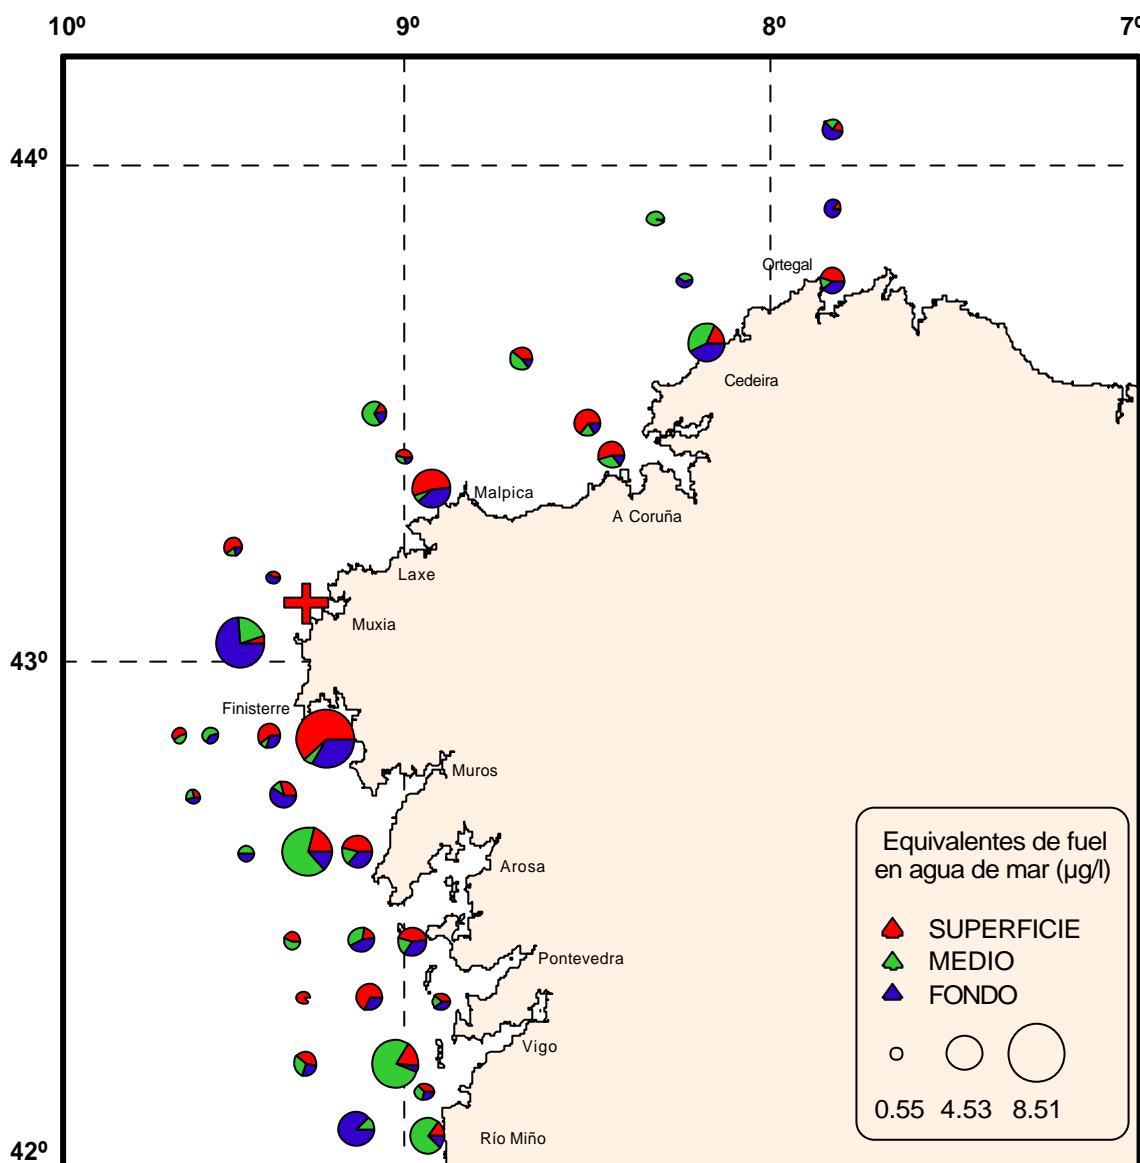 10º 9º 8º 7º
44º
Ortegal
Cedeira
Malpica
A Coruña
Laxe
Muxia
43º
Finisterre
Muros
Equivalentes de fuel
en agua de mar (µg/l)
Arosa
SUPERFICIE
Pontevedra
MEDIO
FONDO
Vigo
0.55 4.53 8.51
Río Miño
42º